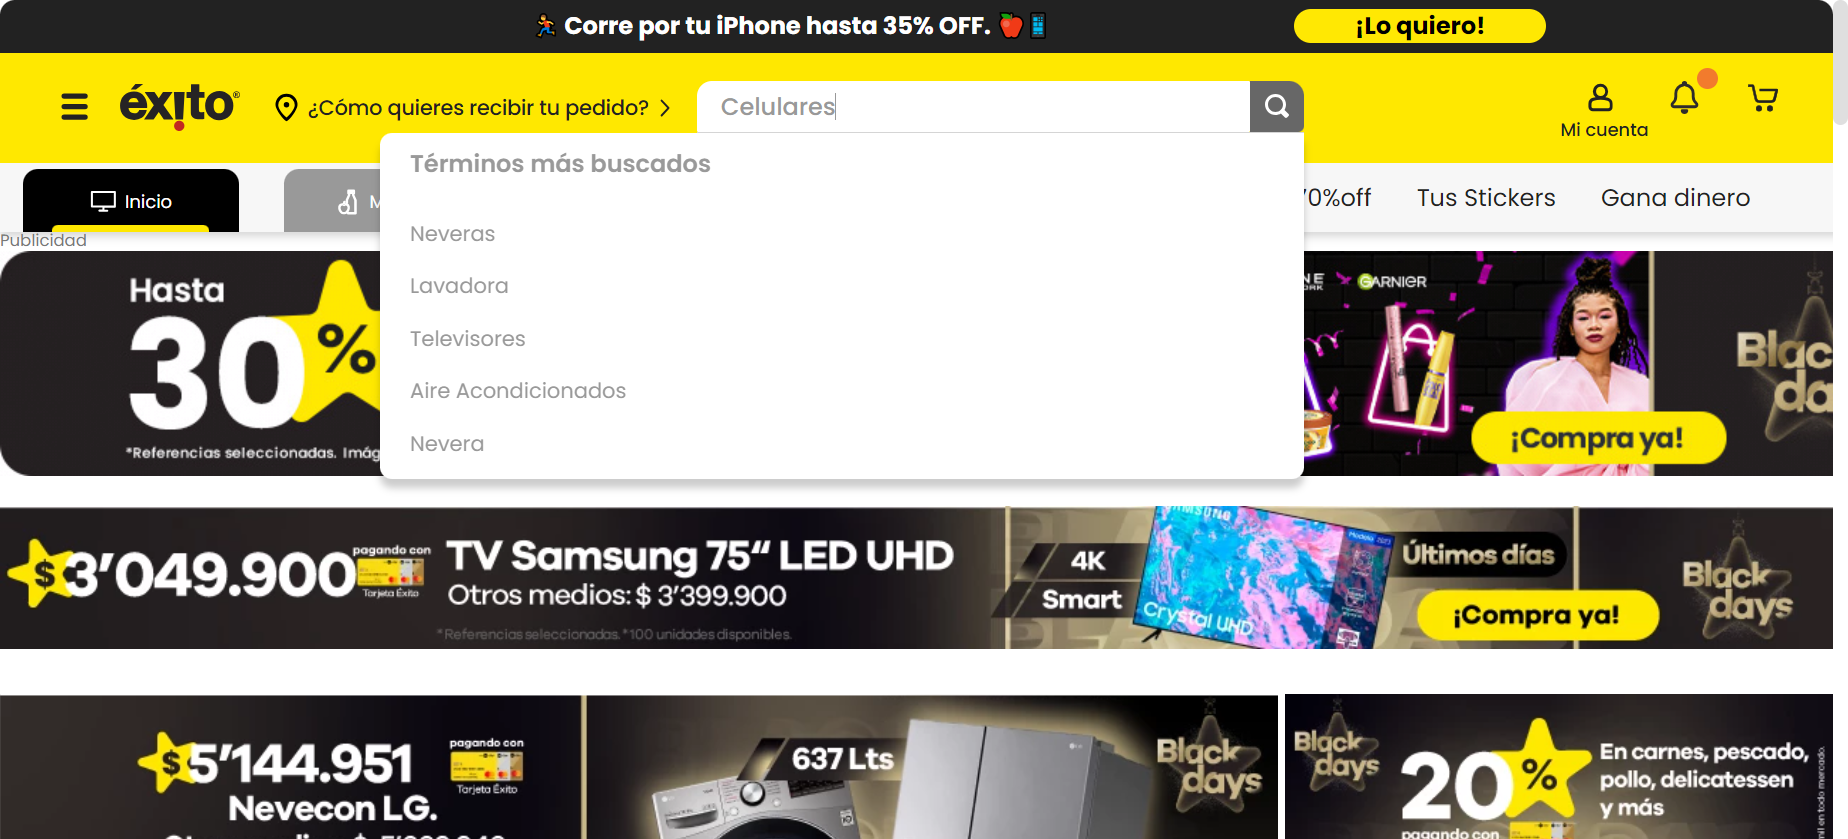 Corre por tu iPhone hasta 35% OFF.
¡Lo quiero!
éxito
¿Cómo quieres recibir tu pedido?
Celulares
Mi cuenta
Términos más buscados
Neveras
Lavadora
Televisores
Aire Acondicionados
Nevera
Inicio
M
70%off
Tus Stickers
Gana dinero
Publicidad
Hasta
30%
*Referencias seleccionadas. Imág
GARNIER
¡Compra ya!
Black
da
$3’049.900
pagando con
Tarjeta Éxito
TV Samsung 75“ LED UHD
Otros medios: $ 3’399.900
*Referencias seleccionadas. *100 unidades disponibles.
4K
Smart
SAMSUNG
Modelo 2023
Crystal UHD
Últimos días
¡Compra ya!
Black
days
$5’144.951
pagando con
Tarjeta Éxito
Nevecon LG.
637 Lts
LG
Black
days
Black
days
20%
En carnes, pescado,
pollo, delicatessen
y más
pagando con